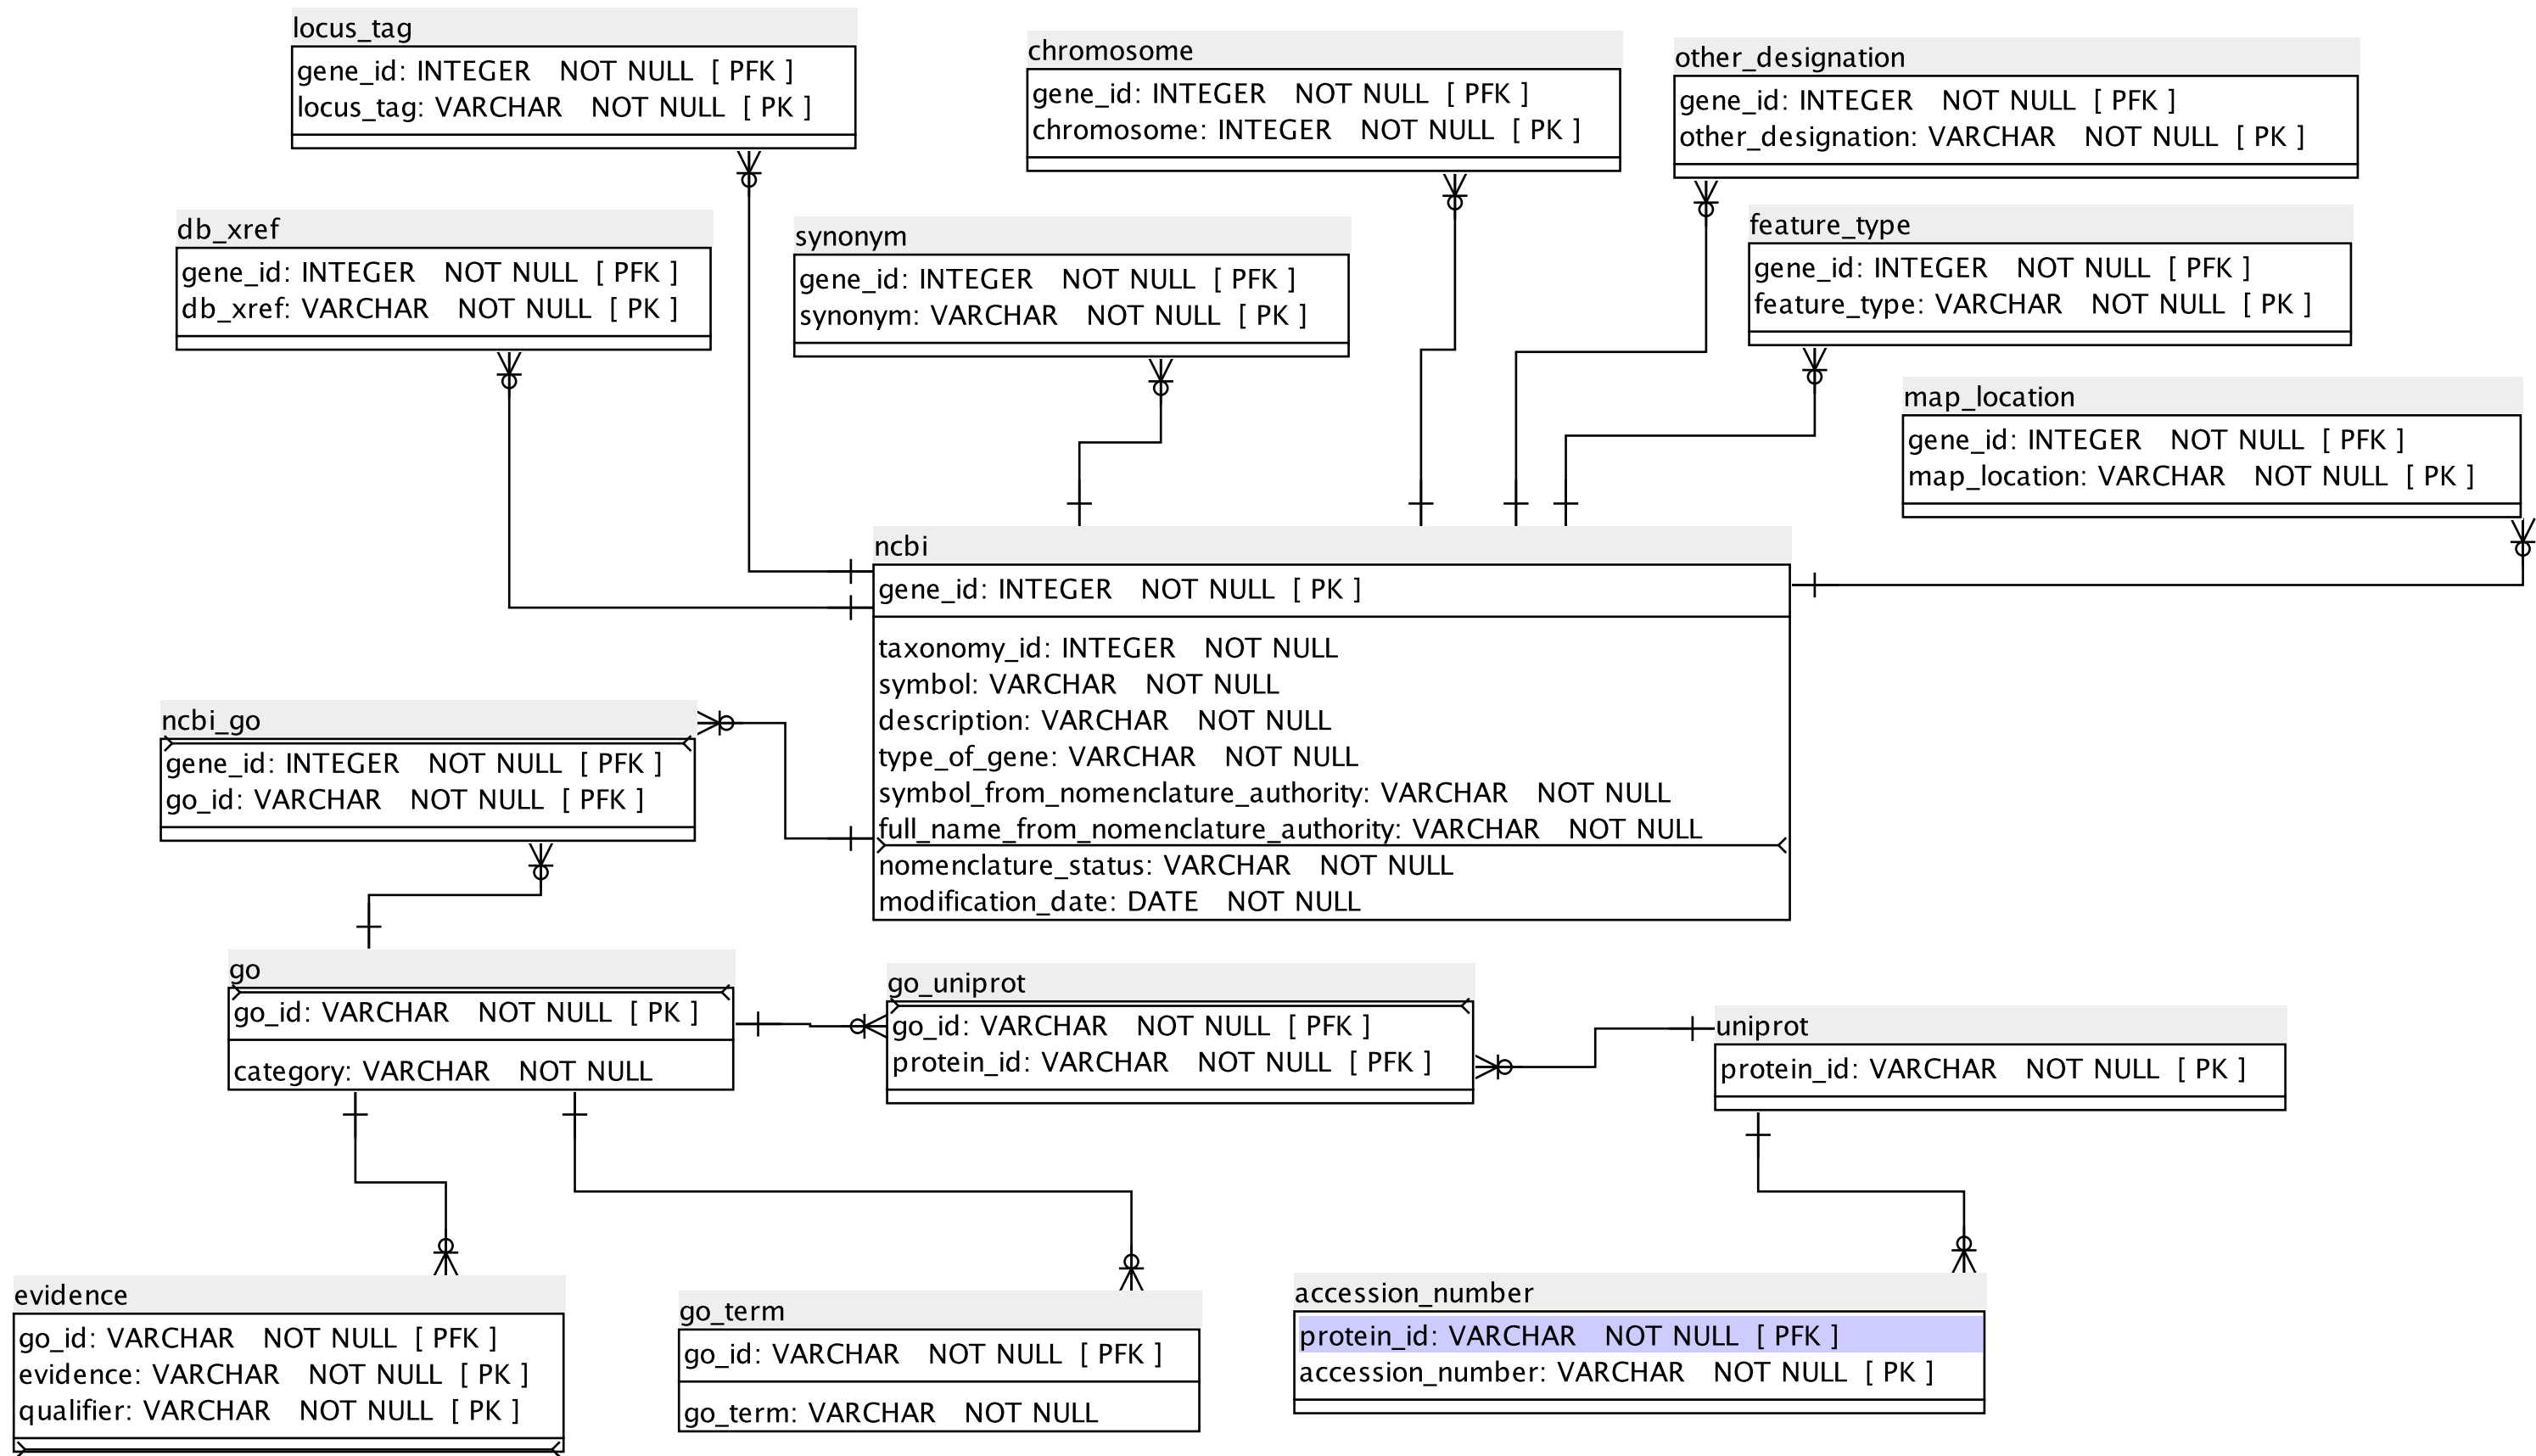 locus_tag
gene_id: INTEGER NOT NULL [ PFK ]
locus_tag: VARCHAR NOT NULL [ PK ]
chromosome
gene_id: INTEGER NOT NULL [ PFK ]
chromosome: INTEGER NOT NULL [ PK ]
other_designation
gene_id: INTEGER NOT NULL [ PFK ]
other_designation: VARCHAR NOT NULL [ PK ]
db_xref
gene_id: INTEGER NOT NULL [ PFK ]
db_xref: VARCHAR NOT NULL [ PK ]
synonym
gene_id: INTEGER NOT NULL [ PFK ]
synonym: VARCHAR NOT NULL [ PK ]
feature_type
gene_id: INTEGER NOT NULL [ PFK ]
feature_type: VARCHAR NOT NULL [ PK ]
map_location
gene_id: INTEGER NOT NULL [ PFK ]
map_location: VARCHAR NOT NULL [ PK ]
ncbi
gene_id: INTEGER NOT NULL [ PK ]
taxonomy_id: INTEGER NOT NULL
symbol: VARCHAR NOT NULL
description: VARCHAR NOT NULL
type_of_gene: VARCHAR NOT NULL
symbol_from_nomenclature_authority: VARCHAR NOT NULL
full_name_from_nomenclature_authority: VARCHAR NOT NULL
nomenclature_status: VARCHAR NOT NULL
modification_date: DATE NOT NULL
ncbi_go
gene_id: INTEGER NOT NULL [ PFK ]
go_id: VARCHAR NOT NULL [ PFK ]
go
go_id: VARCHAR NOT NULL [ PK ]
category: VARCHAR NOT NULL
go_uniprot
go_id: VARCHAR NOT NULL [ PFK ]
protein_id: VARCHAR NOT NULL [ PFK ]
uniprot
protein_id: VARCHAR NOT NULL [ PK ]
evidence
go_id: VARCHAR NOT NULL [ PFK ]
evidence: VARCHAR NOT NULL [ PK ]
qualifier: VARCHAR NOT NULL [ PK ]
go_term
go_id: VARCHAR NOT NULL [ PFK ]
go_term: VARCHAR NOT NULL
accession_number
protein_id: VARCHAR NOT NULL [ PFK ]
accession_number: VARCHAR NOT NULL [ PK ]